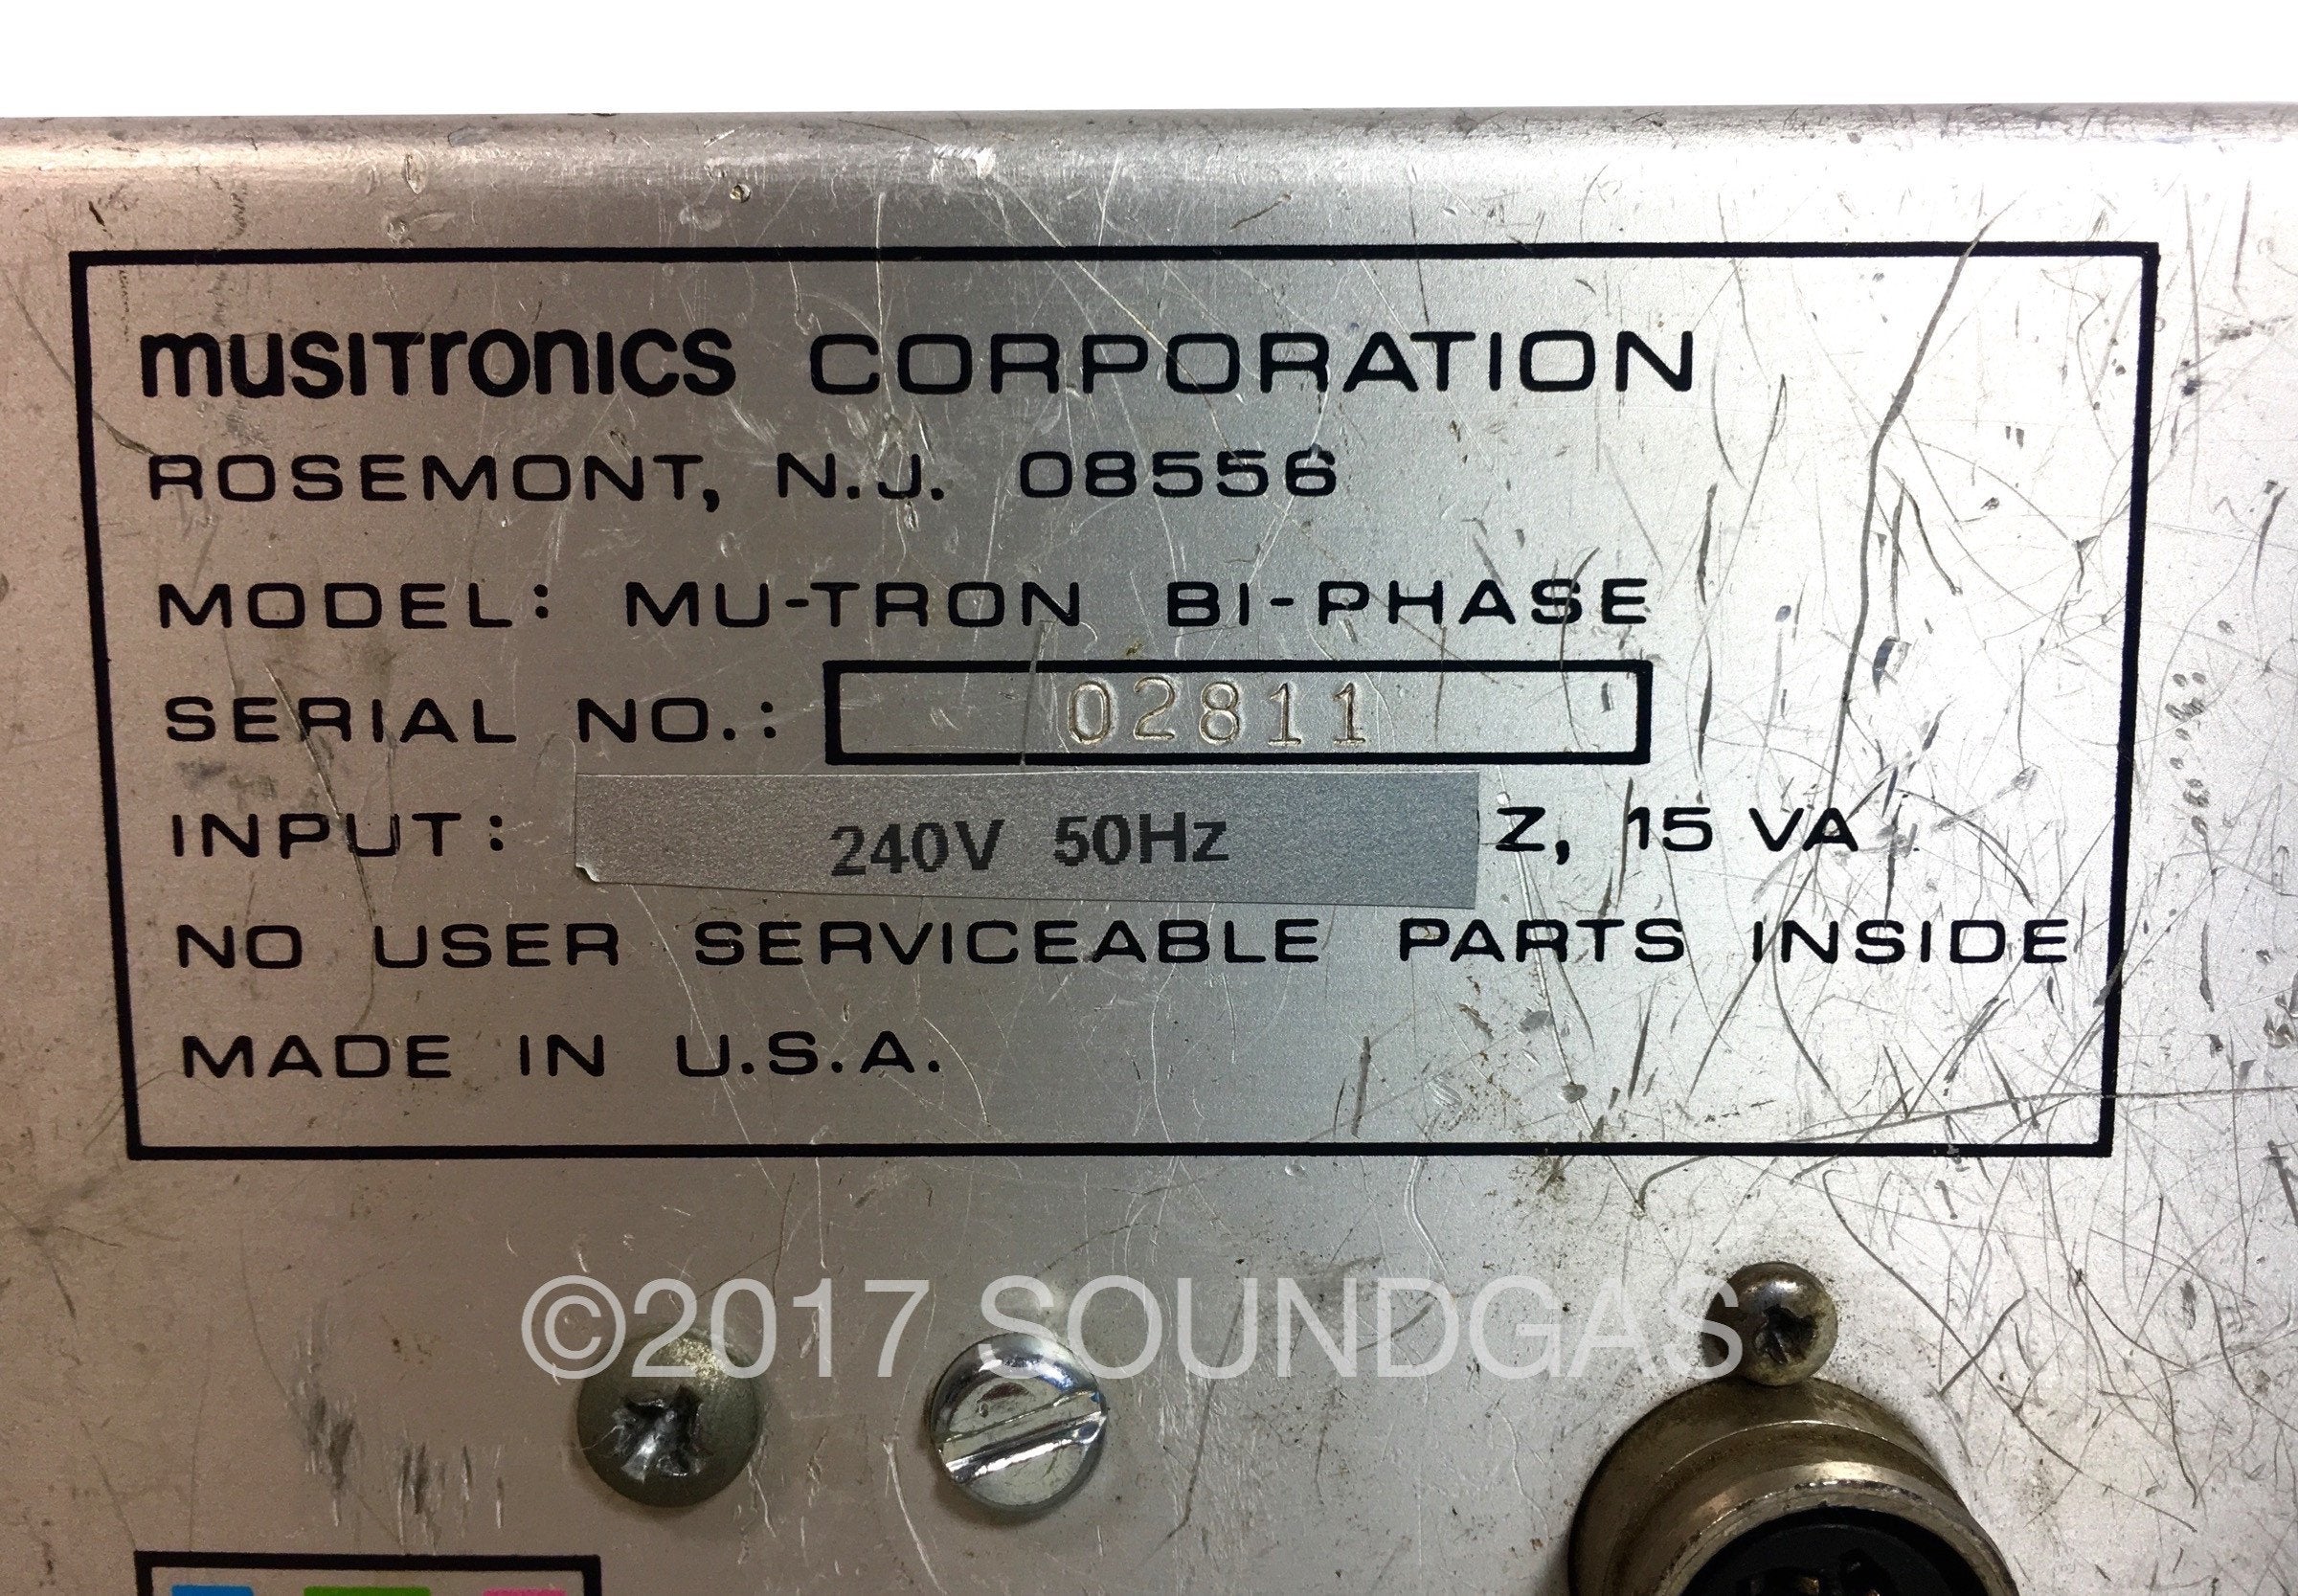 musitronics CORPORATION
ROSEMONT, N.J. 08556
MODEL: MU-TRON BI-PHASE
SERIAL NO.: 02811
INPUT: 240V 50Hz Z, 15 VA
NO USER SERVICEABLE PARTS INSIDE
MADE IN U.S.A.
©2017 SOUNDGAS